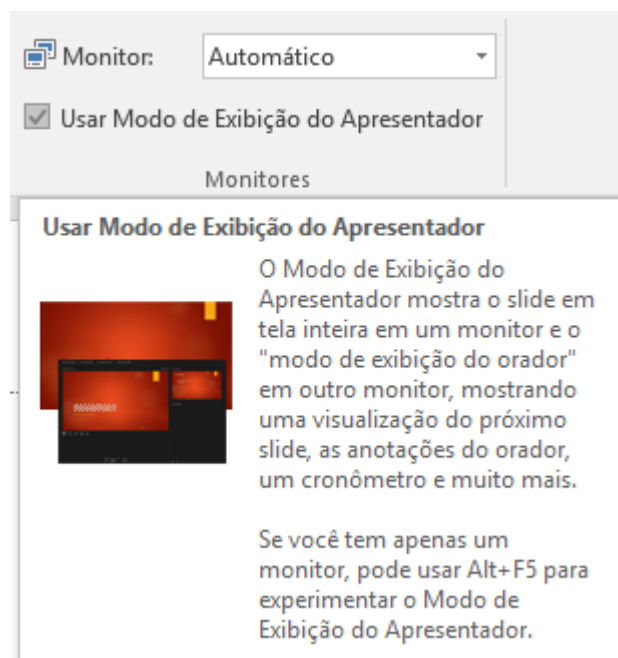 Monitor: Automático
Usar Modo de Exibição do Apresentador
Monitores
Usar Modo de Exibição do Apresentador
O Modo de Exibição do
Apresentador mostra o slide em
tela inteira em um monitor e o
"modo de exibição do orador"
em outro monitor, mostrando
uma visualização do próximo
slide, as anotações do orador,
um cronômetro e muito mais.
Se você tem apenas um
monitor, pode usar Alt+F5 para
experimentar o Modo de
Exibição do Apresentador.